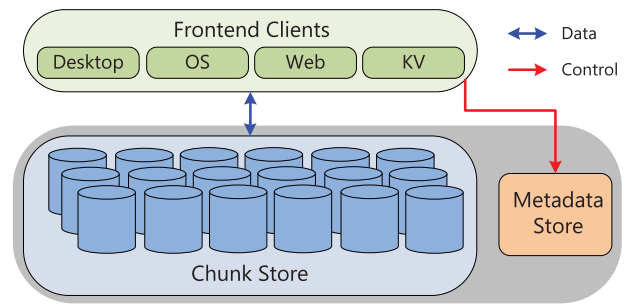 Frontend Clients
Desktop
OS
Web
KV
Data
Control
Chunk Store
Metadata
Store